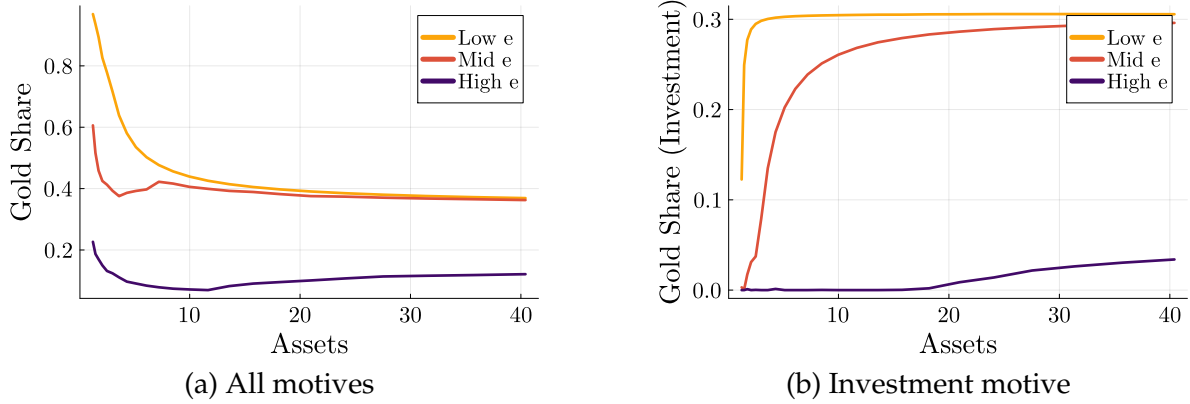 Gold Share
0.8
0.6
0.4
0.2
10
20
30
40
Assets
Low e
Mid e
High e
(a) All motives
Gold Share (Investment)
0.3
0.2
0.1
0.0
10
20
30
40
Assets
Low e
Mid e
High e
(b) Investment motive